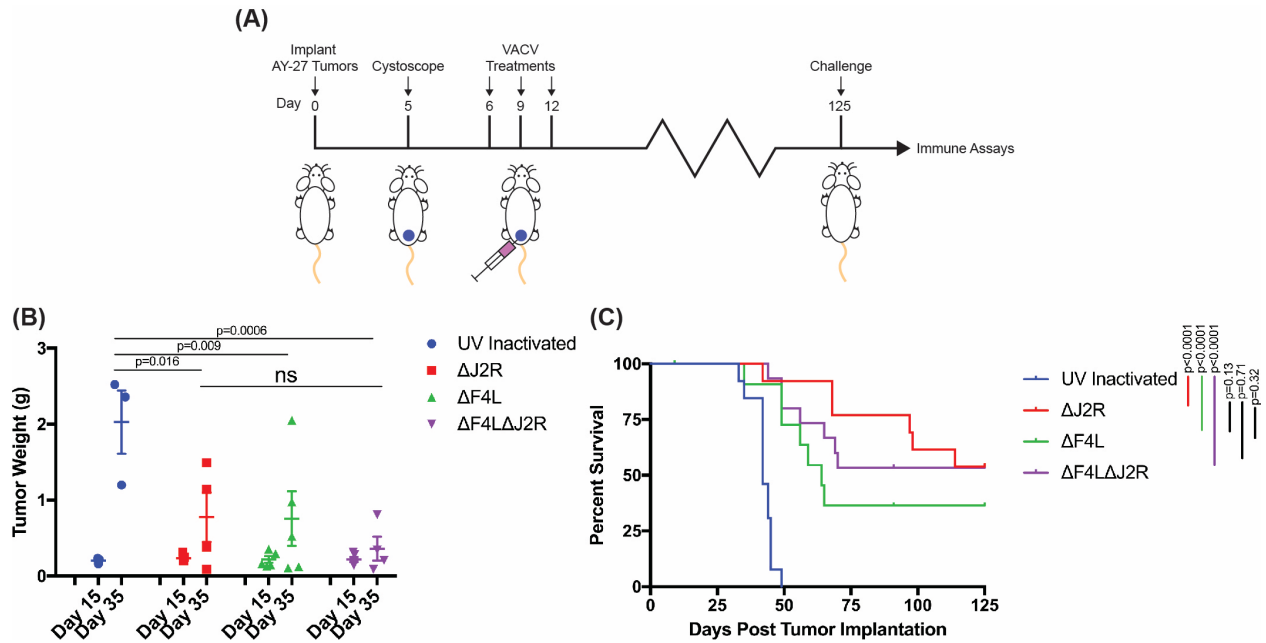 (A)
Implant
AY-27 Tumors
Cystoscope
VACV
Treatments
Challenge
Day 0 5 6 9 12 125
Immune Assays
(B)
p=0.0006
p=0.009
p=0.016
ns
3
2
1
0
Tumor Weight (g)
Day 15
Day 35
Day 15
Day 35
Day 15
Day 35
Day 15
Day 35
UV Inactivated
ΔJ2R
ΔF4L
ΔF4LΔJ2R
(C)
100
75
50
25
0
Percent Survival
0 25 50 75 100 125
Days Post Tumor Implantation
UV Inactivated
ΔJ2R
ΔF4L
ΔF4LΔJ2R
p<0.0001
p<0.0001
p<0.0001
p=0.13
p=0.71
p=0.32